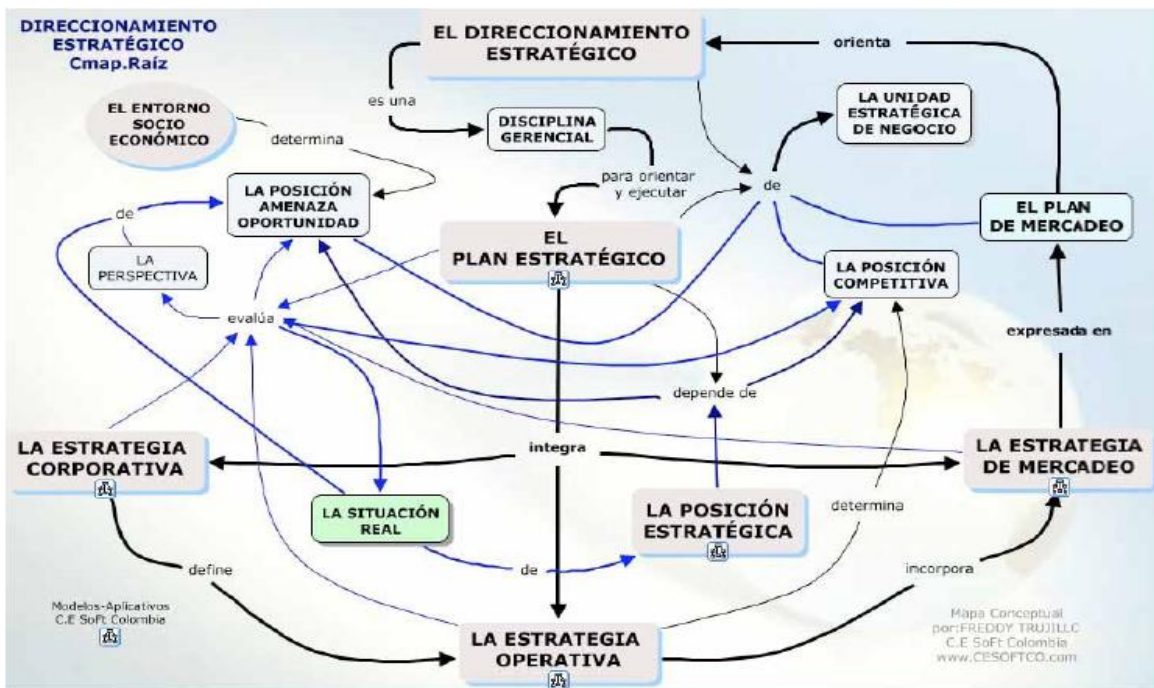 DIRECCIONAMIENTO
ESTRATÉGICO
Cmap.Raíz
EL DIRECCIONAMIENTO
ESTRATÉGICO
orienta
es una
DISCIPLINA
GERENCIAL
LA UNIDAD
ESTRATÉGICA
DE NEGOCIO
EL ENTORNO
SOCIO
ECONÓMICO
determina
para orientar
y ejecutar
de
LA POSICIÓN
AMENAZA
OPORTUNIDAD
de
EL PLAN
DE MERCADEO
EL
PLAN ESTRATÉGICO
LA
PERSPECTIVA
LA POSICIÓN
COMPETITIVA
evalúa
expresada en
depende de
LA ESTRATEGIA
CORPORATIVA
integra
LA ESTRATEGIA
DE MERCADEO
LA SITUACIÓN
REAL
LA POSICIÓN
ESTRATÉGICA
determina
define
de
incorpora
Modelos-Aplicativos
C.E SoFt Colombia
LA ESTRATEGIA
OPERATIVA
Mapa Conceptual
por:FREDDY TRUJILLO
C.E SoFt Colombia
www.CESOFTCO.com